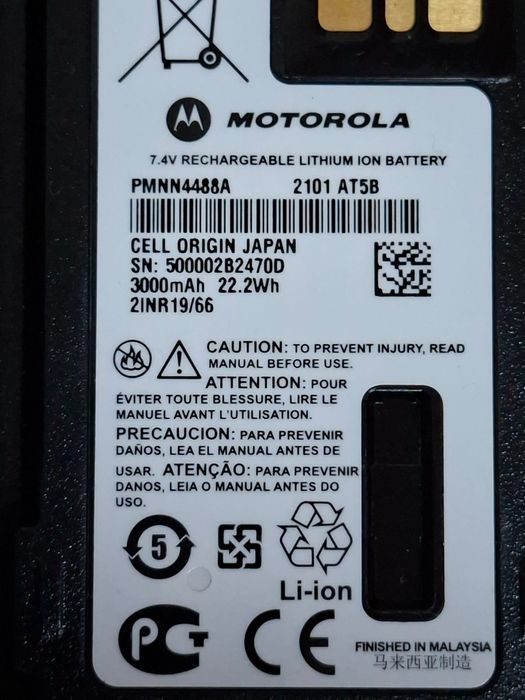 MOTOROLA
7.4V RECHARGEABLE LITHIUM ION BATTERY
PMNN4488A 2101 AT5B
CELL ORIGIN JAPAN
SN: 500002B2470D
3000mAh 22.2Wh
2INR19/66
CAUTION: TO PREVENT INJURY, READ
MANUAL BEFORE USE.
ATTENTION: POUR
ÉVITER TOUTE BLESSURE, LIRE LE
MANUEL AVANT L'UTILISATION.
PRECAUCION: PARA PREVENIR
DAÑOS, LEA EL MANUAL ANTES DE
USAR. ATENÇÃO: PARA PREVENIR
DANOS, LEIA O MANUAL ANTES DO
USO.
5
Li-ion
PCT CE
FINISHED IN MALAYSIA
马来西亚制造